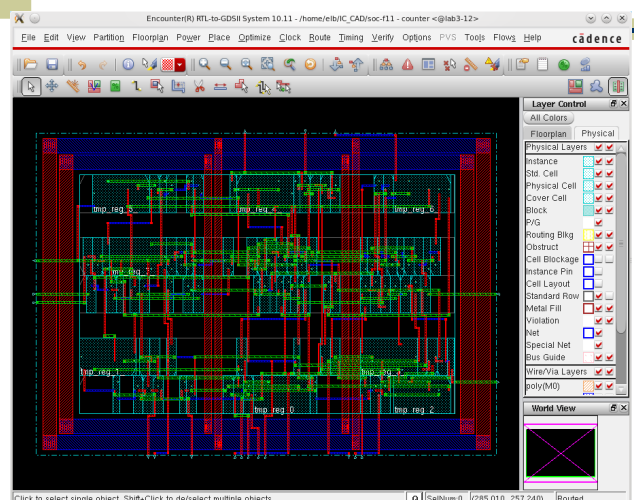 Encounter(R) RTL-to-GDSII System 10.11 - /home/elb/IC_CAD/soc-f11 - counter <@lab3-12>
File Edit View Partition Floorplan Power Place Optimize Clock Route Timing Verify Options PVS Tools Flows Help cādence
Layer Control
All Colors
Floorplan Physical
Physical Layers
Instance
Std. Cell
Physical Cell
Cover Cell
Block
P/G
Routing Blkg
Obstruct
Cell Blockage
Instance Pin
Cell Layout
Standard Row
Metal Fill
Violation
Net
Special Net
Bus Guide
Wire/Via Layers
poly(M0)
World View
tmp_reg_5 tmp_reg_4 tmp_reg_6
tmp_reg_7
tmp_reg_1
tmp_reg_0 tmp_reg_2
Click to select single object. Shift+Click to de/select multiple objects. Q SelNum:0 (285.010, 257.240) Routed